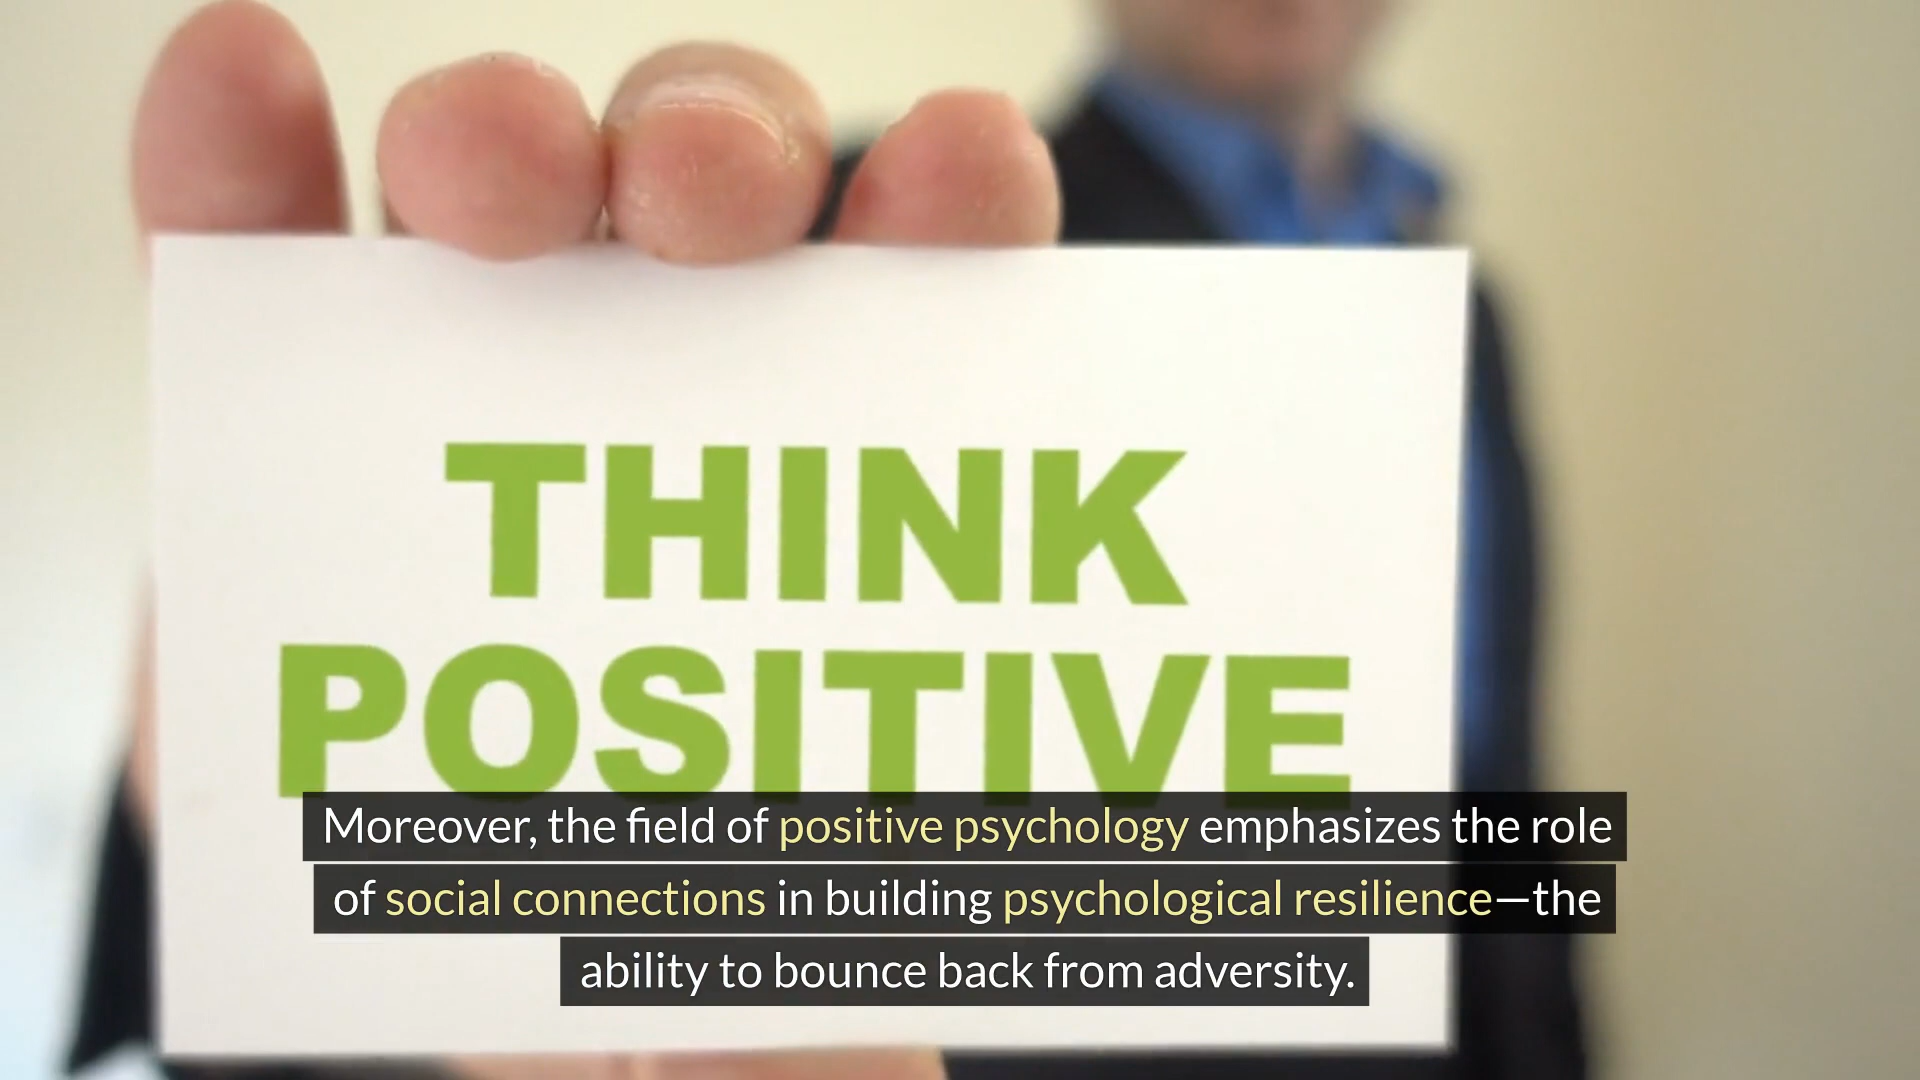 THINK
POSITIVE
Moreover, the field of positive psychology emphasizes the role
of social connections in building psychological resilience—the
ability to bounce back from adversity.